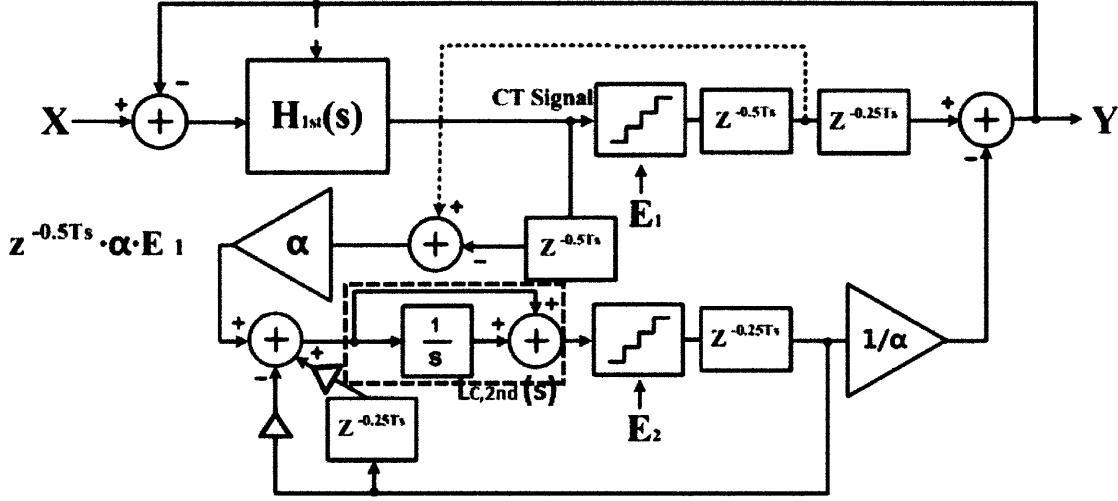 X
H1st(s)
CT Signal
Z-0.5Ts
Z-0.25Ts
Y
E1
z-0.5Ts·α·E 1
α
Z-0.5Ts
1
s
LC,2nd (s)
Z-0.25Ts
1/α
Z-0.25Ts
E2